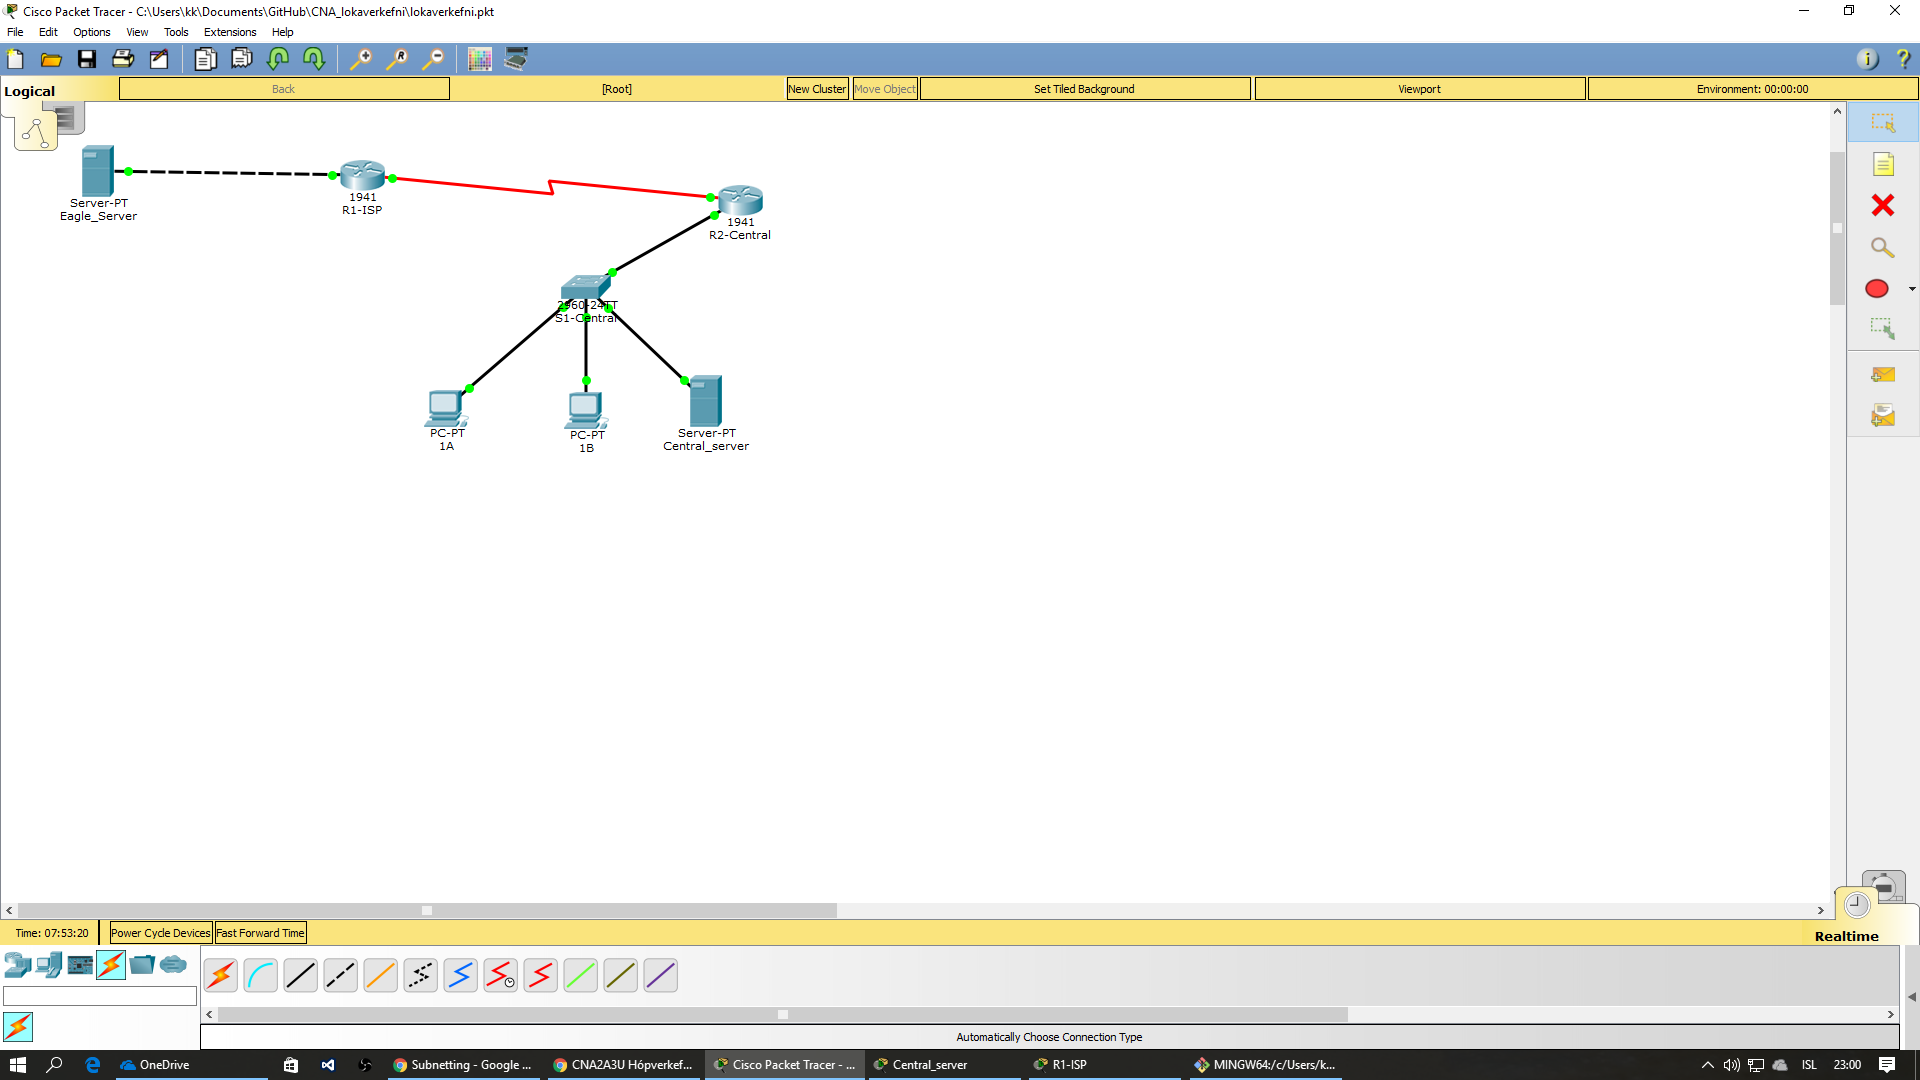 Cisco Packet Tracer - C:\Users\kk\Documents\GitHub\CNA_lokaverkefni\lokaverkefni.pkt
File Edit Options View Tools Extensions Help
Logical Back [Root] New Cluster Move Object Set Tiled Background Viewport Environment: 00:00:00
Server-PT
Eagle_Server
1941
R1-ISP
1941
R2-Central
2960-24TT
S1-Central
PC-PT
1A
PC-PT
1B
Server-PT
Central_server
Time: 07:53:20 Power Cycle Devices Fast Forward Time
Realtime
Automatically Choose Connection Type
OneDrive Subnetting - Google ... CNA2A3U Hópverkef... Cisco Packet Tracer - ... Central_server R1-ISP MINGW64:/c/Users/k... ISL 23:00